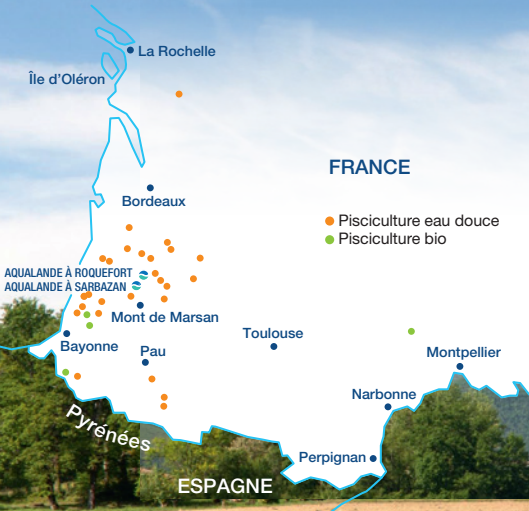 La Rochelle
Île d'Oléron
FRANCE
Bordeaux
Pisciculture eau douce
Pisciculture bio
AQUALANDE À ROQUEFORT
AQUALANDE À SARBAZAN
Mont de Marsan
Toulouse
Bayonne
Pau
Montpellier
Narbonne
Pyrénées
Perpignan
ESPAGNE